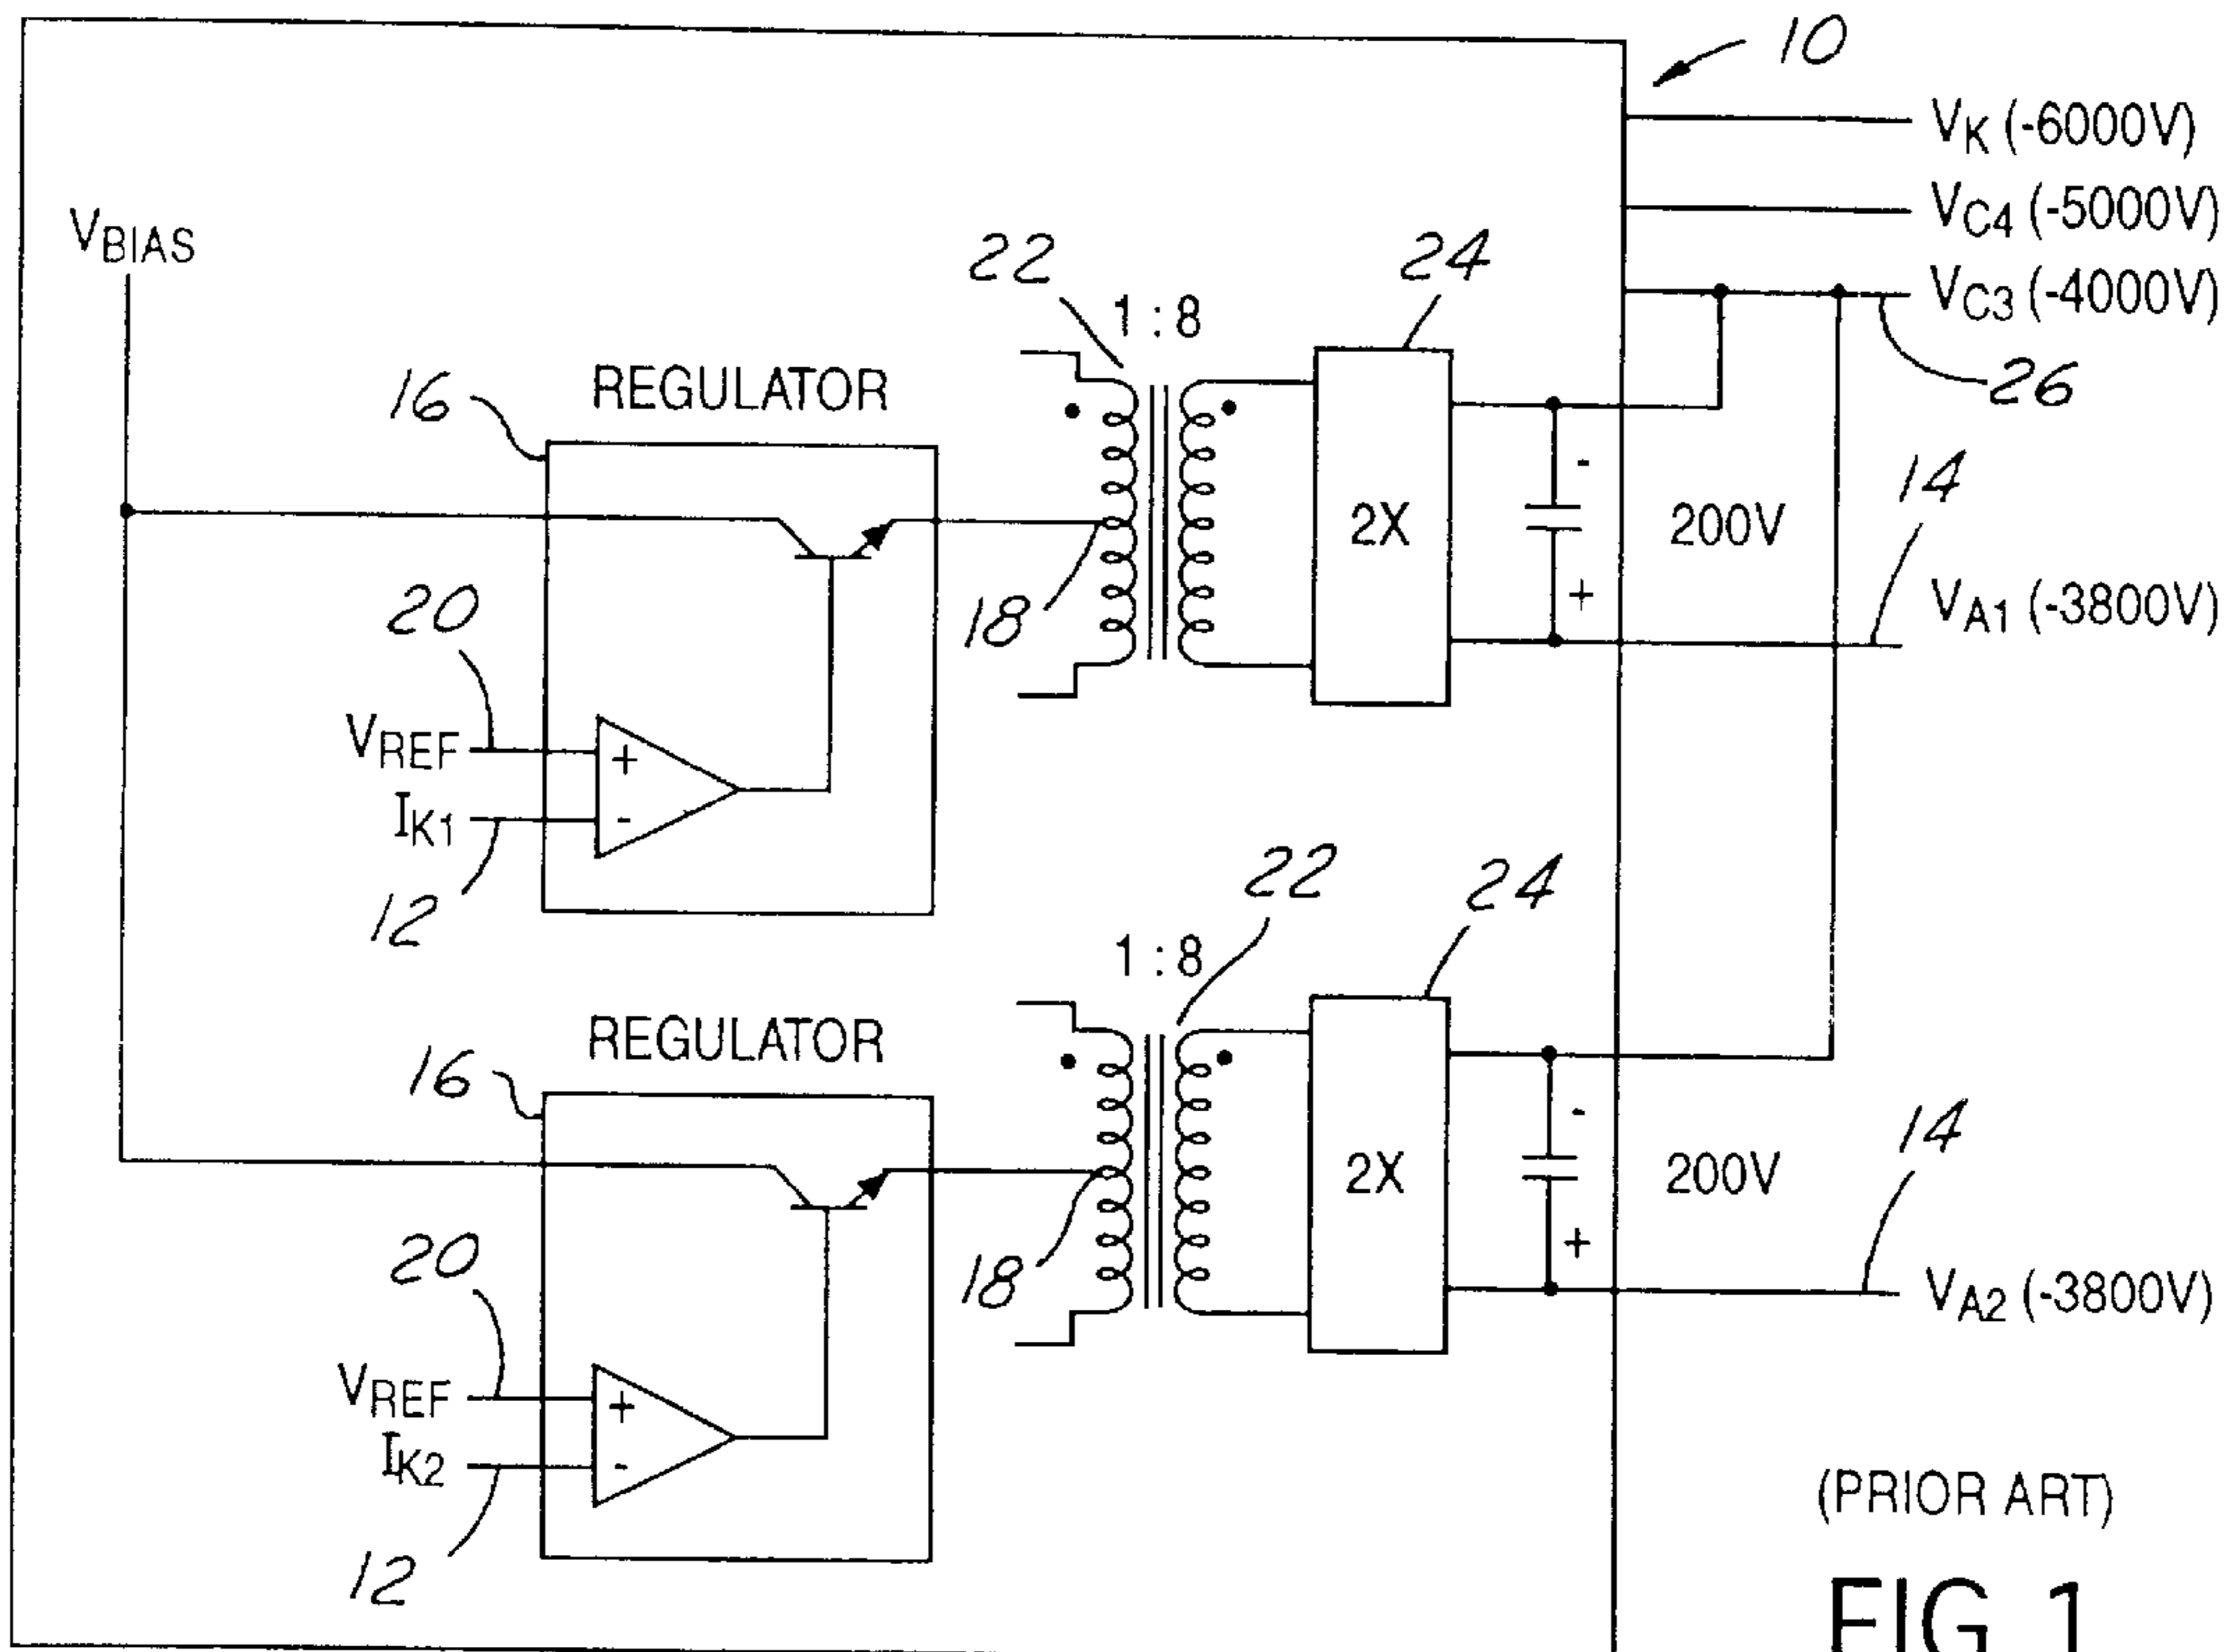 10
VK (-6000V)
VC4 (-5000V)
VC3 (-4000V)
26
VBIAS
22
1 : 8
24
16
REGULATOR
2X
-
200V
+
14
VA1 (-3800V)
18
20
VREF
+
IK1
-
12
22
1 : 8
24
16
REGULATOR
2X
-
200V
+
14
VA2 (-3800V)
18
20
VREF
+
IK2
-
12
(PRIOR ART)
FIG 1